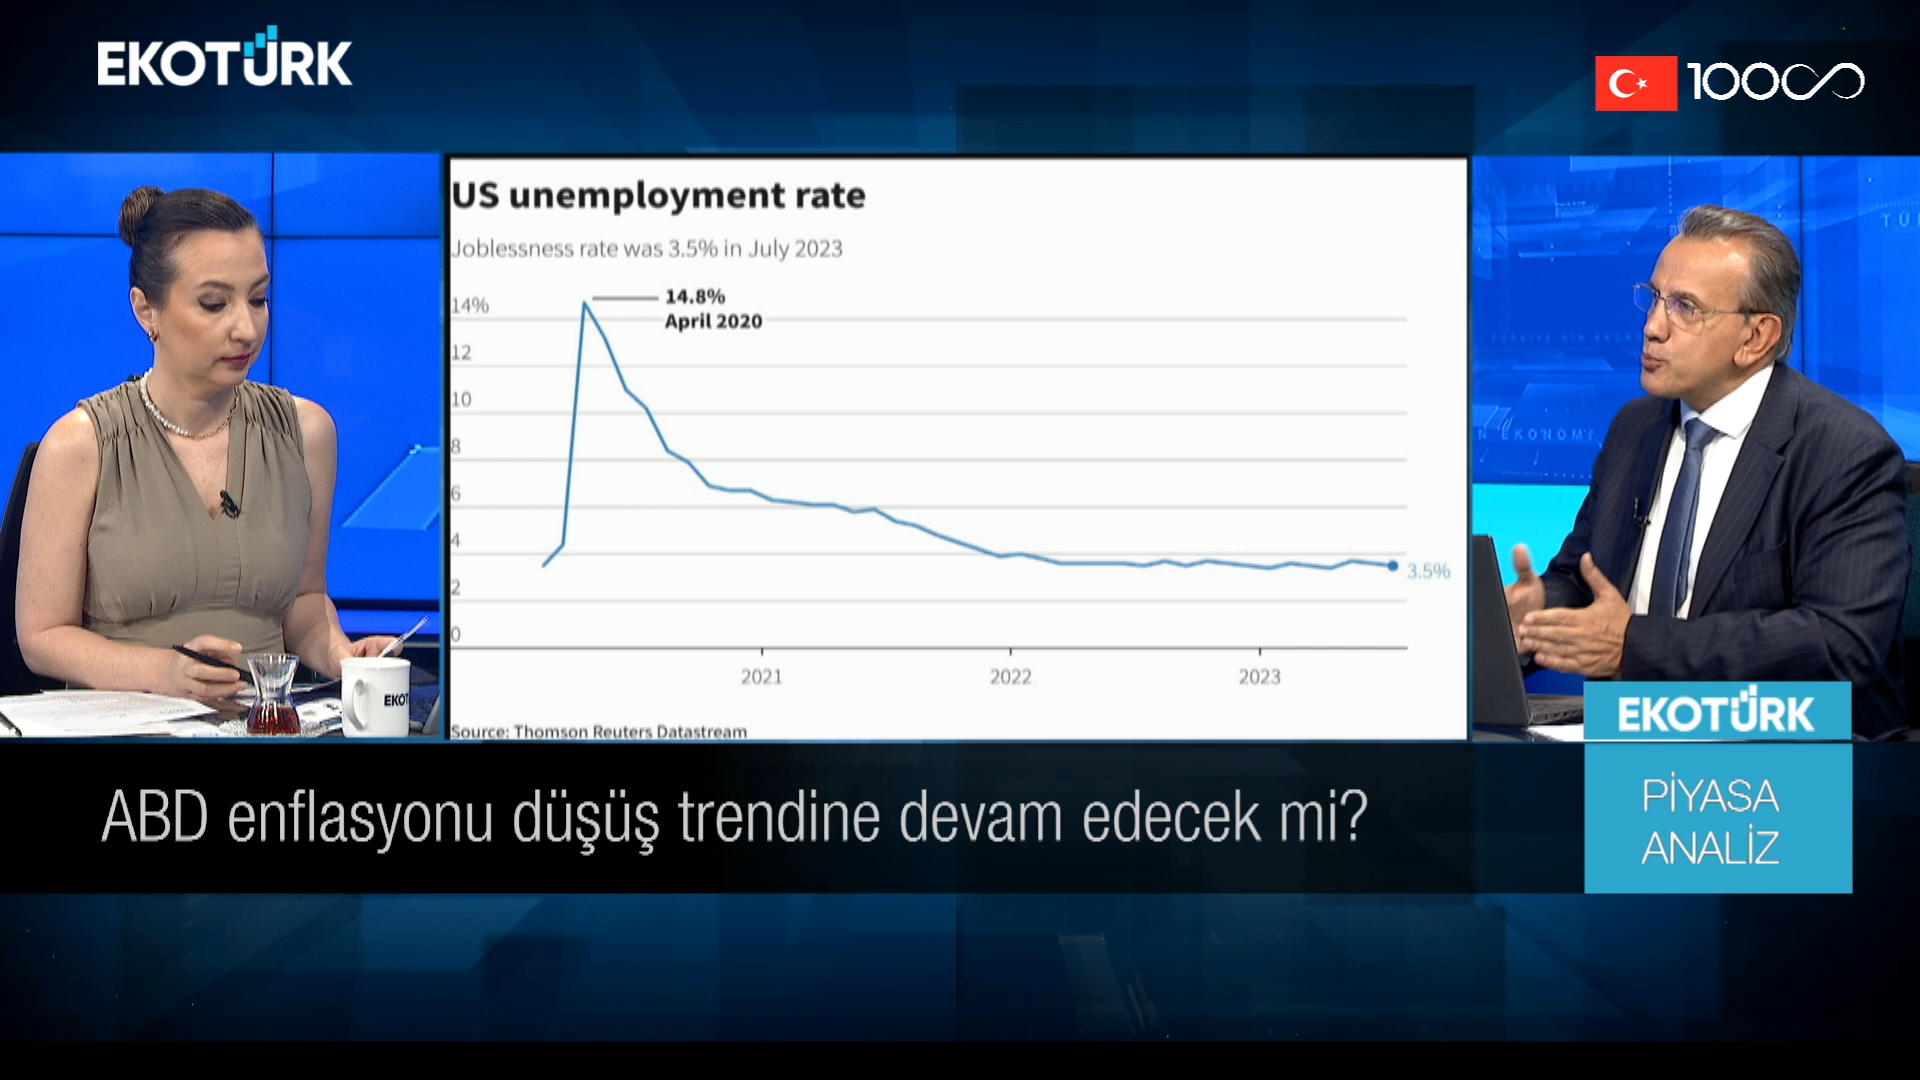 EKOTÜRK
100
US unemployment rate
Joblessness rate was 3.5% in July 2023
14.8%
April 2020
14%
12
10
8
6
4
2
0
3.5%
2021
2022
2023
Source: Thomson Reuters Datastream
N EKONOMİ
EKOT
EKOTÜRK
PİYASA
ANALİZ
ABD enflasyonu düşüş trendine devam edecek mi?